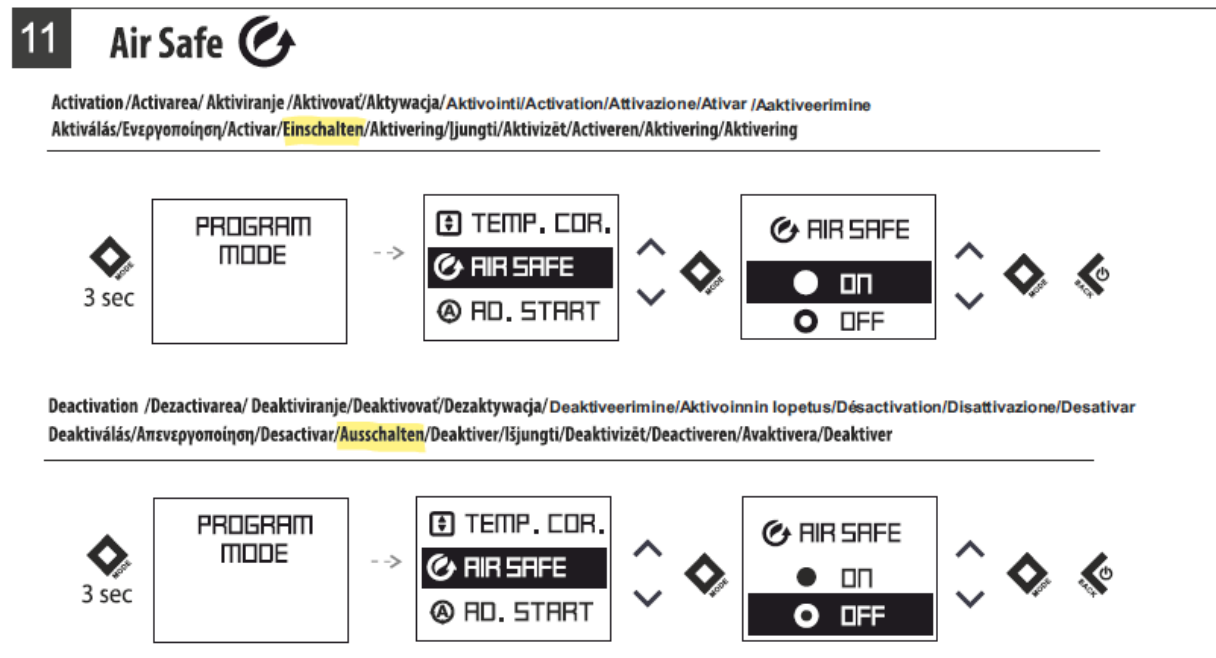 11 Air Safe
Activation /Activarea/ Aktiviranje /Aktivovať/Aktywacja/Aktivointi/Activation/Attivazione/Ativar /Aaktiveerimine
Aktiválás/Ενεργοποίηση/Activar/Einschalten/Aktivering/Įjungti/Aktivizēt/Activeren/Aktivering/Aktivering
PROGRAM
MODE
MODE
3 sec
-->
TEMP. COR.
AIR SAFE
A AD. START
MODE
AIR SAFE
ON
OFF
MODE
BACK
Deactivation /Dezactivarea/ Deaktiviranje/Deaktivovať/Dezaktywacja/Deaktiveerimine/Aktivoinnin lopetus/Désactivation/Disattivazione/Desativar
Deaktiválás/Απενεργοποίηση/Desactivar/Ausschalten/Deaktiver/Išjungti/Deaktivizēt/Deactiveren/Avaktivera/Deaktiver
PROGRAM
MODE
MODE
3 sec
-->
TEMP. COR.
AIR SAFE
A AD. START
MODE
AIR SAFE
ON
OFF
MODE
BACK